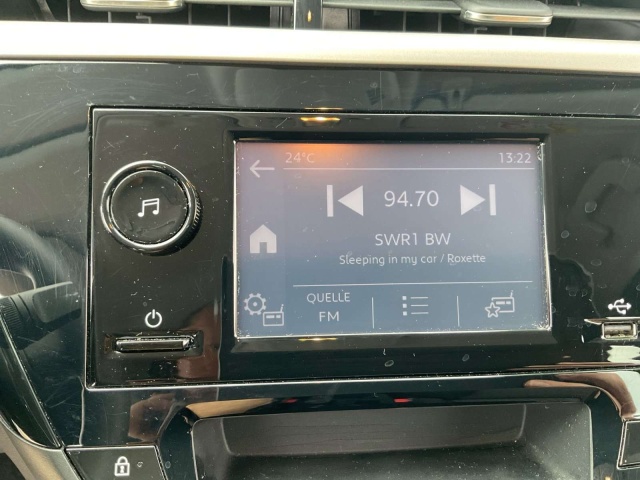 24°C 13:22
94.70
SWR1 BW
Sleeping in my car / Roxette
QUELLE
FM